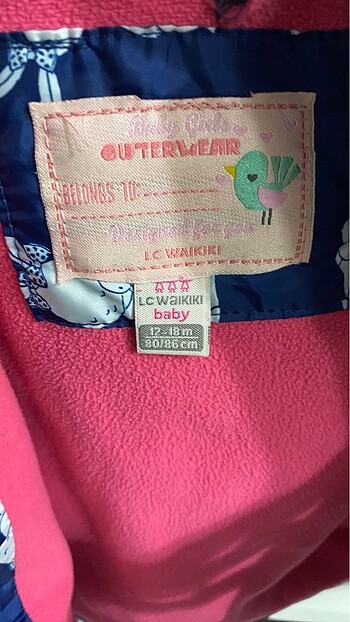 Baby Girls
OUTERWEAR
BELONGS TO:
Designed for you
LC WAIKIKI
LC WAIKIKI
baby
12-18 m
80/86 cm